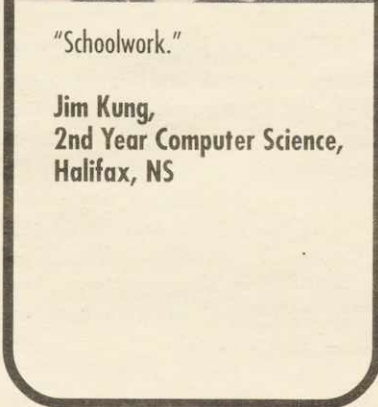 "Schoolwork."
Jim Kung,
2nd Year Computer Science,
Halifax, NS